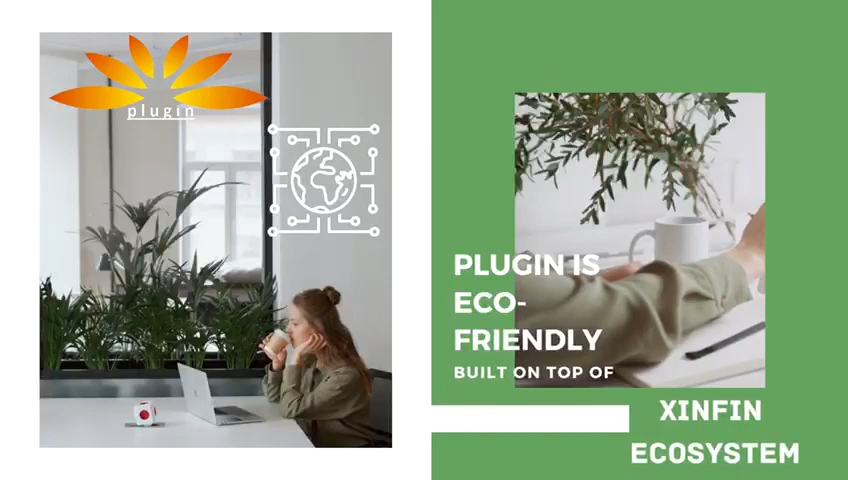 plugin
PLUGIN IS
ECO-
FRIENDLY
BUILT ON TOP OF
XINFIN
ECOSYSTEM